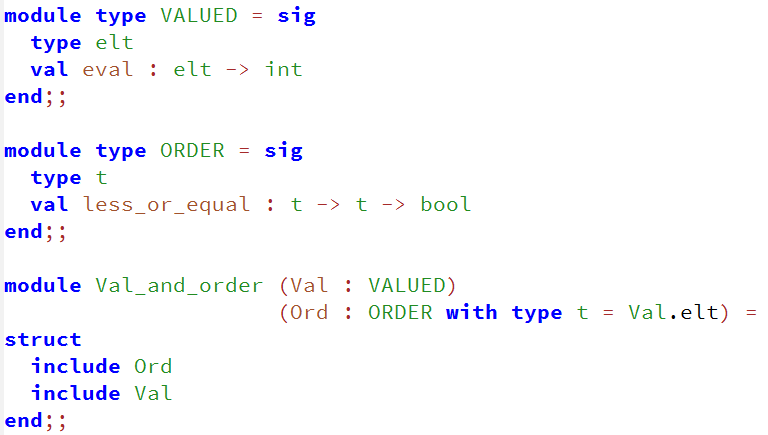 module type VALUED = sig
  type elt
  val eval : elt -> int
end;;

module type ORDER = sig
  type t
  val less_or_equal : t -> t -> bool
end;;

module Val_and_order (Val : VALUED)
                     (Ord : ORDER with type t = Val.elt) =
struct
  include Ord
  include Val
end;;